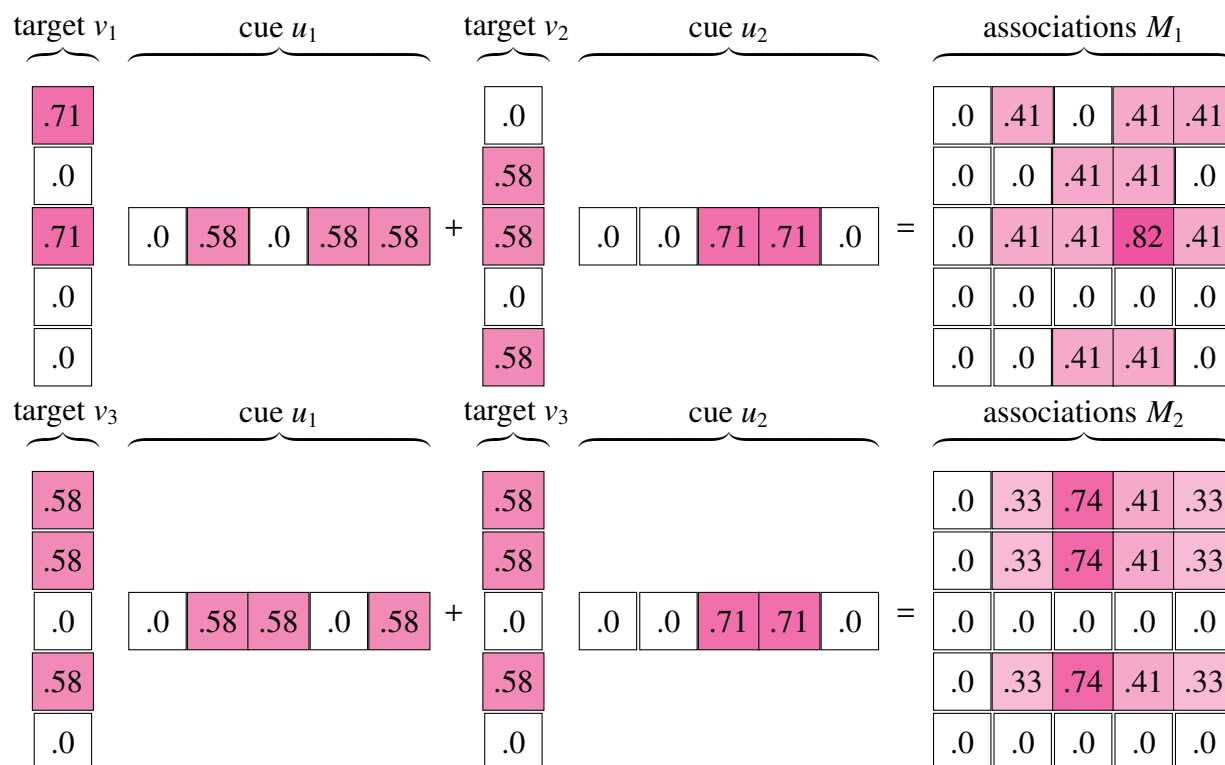 target v1 cue u1 target v2 cue u2 associations M1
.71 .0 .0 .41 .0 .41 .41
.0 .58 .0 .0 .41 .41 .0
.71 .0 .58 .0 .58 .58 + .58 .0 .0 .71 .71 .0 = .0 .41 .41 .82 .41
.0 .0 .0 .0 .0 .0 .0
.0 .58 .0 .0 .41 .41 .0
target v3 cue u1 target v3 cue u2 associations M2
.58 .58 .0 .33 .74 .41 .33
.58 .58 .0 .33 .74 .41 .33
.0 .0 .58 .58 .0 .58 + .0 .0 .0 .71 .71 .0 = .0 .0 .0 .0 .0
.58 .58 .0 .33 .74 .41 .33
.0 .0 .0 .0 .0 .0 .0